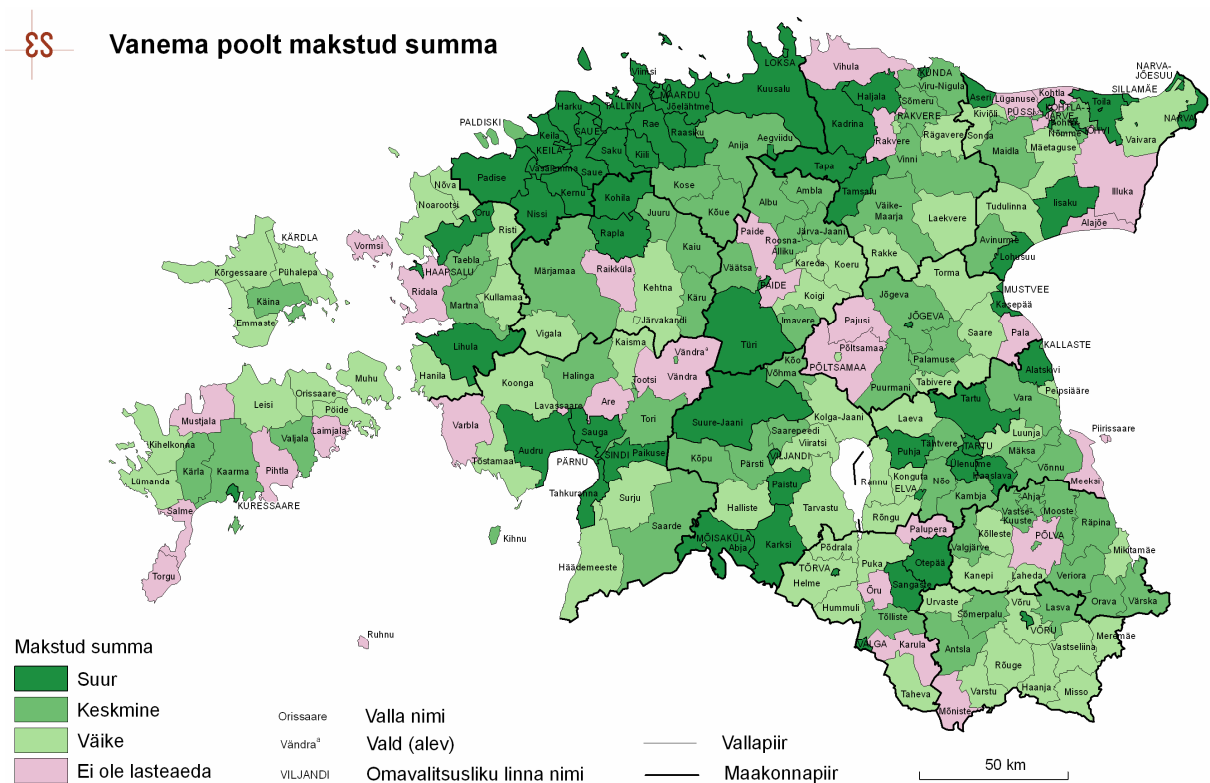 ES
Vanema poolt makstud summa
LOKSA
Vihula
NARVA-
JÕESUU
SILLAMÄE
Viimsi
Kuusalu
KUNDA
Viru-Nigula
Haljala
Sõmeru
Aseri
Lüganuse
Kohtla
Toila
Harku
TALLINN
MAARDU
Jõelähtme
PÜSSI
KOHTLA-
JÄRVE
Kiviõli
NARVA
PALDISKI
Keila
SAUE
Rae
Raasiku
Kadrina
RAKVERE
Rakvere
Rägavere
Sonda
Nõmme
JÕHVI
Vaivara
KEILA
Saku
Kiili
Anija
Aegviidu
Maidla
Mäetaguse
Vasalemma
Saue
Padise
Kernu
Kohila
Tapa
Vinni
Illuka
Nõva
Noarootsi
Nissi
Kose
Ambla
Albu
Tamsalu
Väike-
Maarja
Laekvere
Tudulinna
Iisaku
Alajõe
Oru
Risti
Juuru
Kõue
Rapla
Paide
Järva-Jaani
Roosna-
Alliku
Avinurme
Lohusuu
KÄRDLA
Vormsi
Taebla
HAAPSALU
Kaiu
Väätsa
Kareda
Koeru
Rakke
Torma
Kõrgessaare
Pühalepa
Märjamaa
Raikküla
Ridala
Kullamaa
Martna
Kehtna
Käru
PAIDE
Koigi
Jõgeva
MUSTVEE
Kasepää
Käina
Emmaste
Järvakandi
Imavere
Pajusi
JÕGEVA
Saare
Pala
Vigala
Kaisma
Türi
Põltsamaa
KALLASTE
Lihula
Vändraᵃ
Kõo
Võhma
PÕLTSAMAA
Palamuse
Alatskivi
Hanila
Koonga
Halinga
Tootsi
Vändra
Puurmani
Tabivere
Peipsiääre
Muhu
Orissaare
Leisi
Lavassaare
Are
Tartu
Vara
Mustjala
Pöide
Laimjala
Varbla
Tori
Suure-Jaani
Kolga-Jaani
Laeva
Piirissaare
Kihelkonna
Valjala
Audru
Sauga
Saarepeedi
Viiratsi
Tähtvere
TARTU
Luunja
Mäksa
Kärla
Kaarma
Pihtla
Tõstamaa
PÄRNU
SINDI
Paikuse
Kõpu
Pärsti
VILJANDI
Puhja
Ülenurme
Haaslava
Võnnu
Meeksi
Lümanda
Tahkuranna
Surju
Paistu
Rannu
Konguta
ELVA
Nõo
Kambja
Ahja
Salme
KURESSAARE
Halliste
Tarvastu
Rõngu
Vastse-
Kuuste
Mooste
Räpina
Kihnu
Saarde
MÕISAKÜLA
Abja
Karksi
Palupera
Kõlleste
PÕLVA
Mikitamäe
Häädemeeste
Põdrala
Puka
Otepää
Valgjärve
Torgu
TÕRVA
Helme
Õru
Sangaste
Kanepi
Laheda
Veriora
Hummuli
Tõlliste
Urvaste
Sõmerpalu
Võru
Lasva
Orava
Värska
Ruhnu
VÕRU
VALGA
Karula
Antsla
Meremäe
Vastseliina
Rõuge
Taheva
Varstu
Haanja
Misso
Mõniste
Makstud summa
Suur
Keskmine
Väike
Ei ole lasteaeda
Orissaare Valla nimi
Vändraᵃ Vald (alev)
VILJANDI Omavalitsusliku linna nimi
Vallapiir
Maakonnapiir
50 km